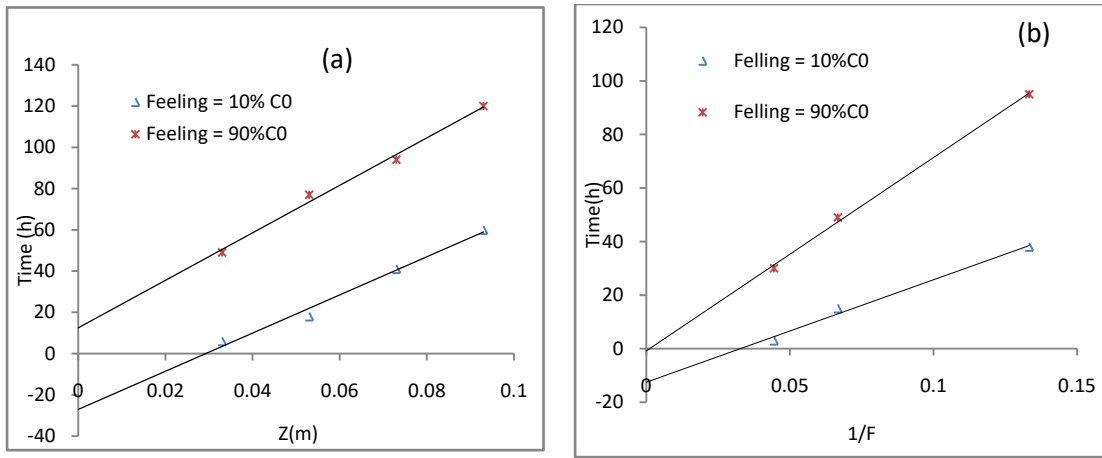 (a)
140
120
100
80
60
40
20
0
-20
-40
0
0.02
0.04
0.06
0.08
0.1
Time (h)
Z(m)
Feeling = 10% C0
Feeling = 90%C0
(b)
100
80
60
40
20
0
-20
0
0.05
0.1
0.15
Time(h)
1/F
Felling = 10%C0
Felling = 90%C0